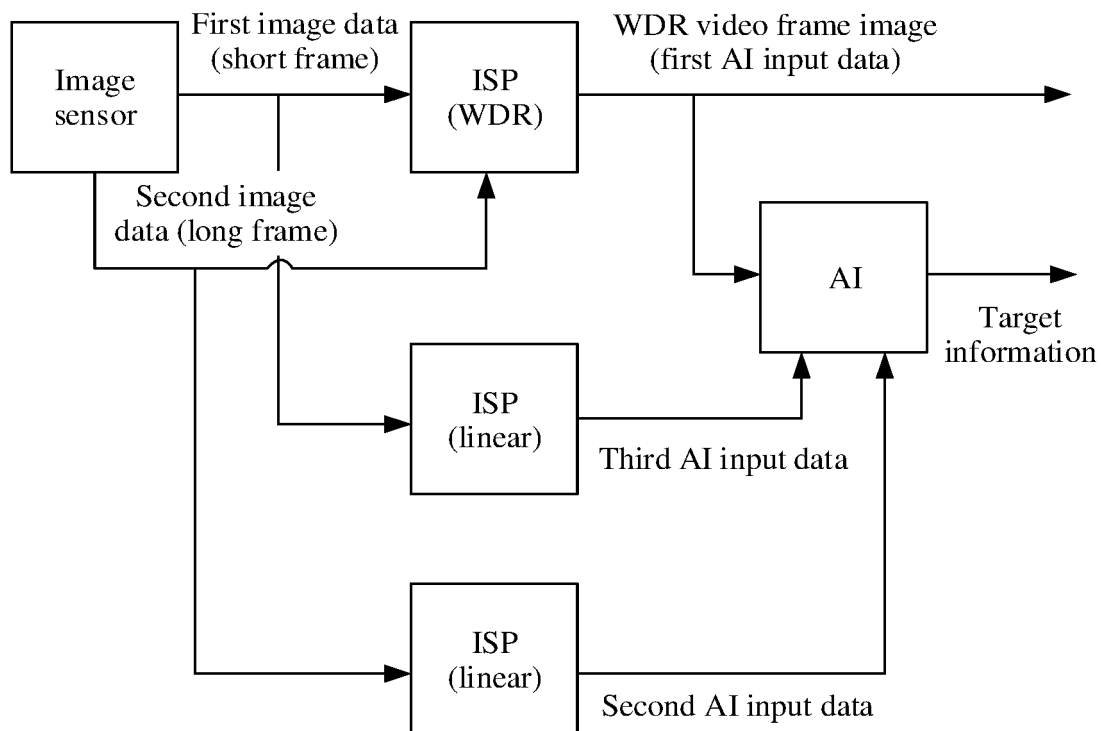 Image
sensor
First image data
(short frame)
ISP
(WDR)
WDR video frame image
(first AI input data)
Second image
data (long frame)
AI
Target
information
ISP
(linear)
Third AI input data
ISP
(linear)
Second AI input data